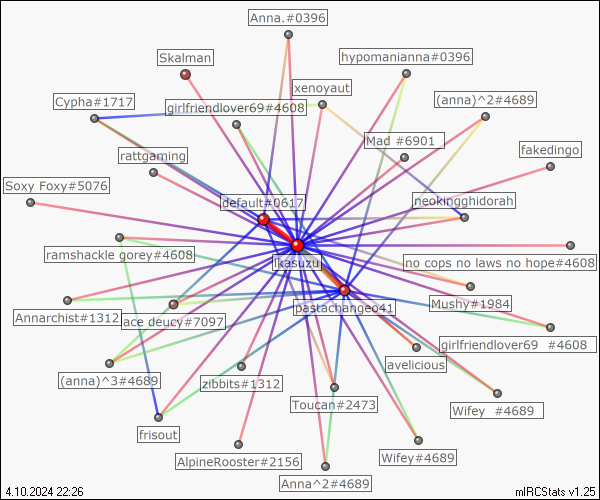 Anna.#0396
Skalman
hypomanianna#0396
xenoyaut
Cypha#1717
girlfriendlover69#4608
(anna)^2#4689
Mad #6901
rattgaming
fakedingo
Soxy Foxy#5076
default#0617
neokingghidorah
ramshackle gorey#4608
ikasuzu
no cops no laws no hope#4608
Mushy#1984
Annarchist#1312
ace deucy#7097
pastachangeo41
girlfriendlover69 #4608
avelicious
(anna)^3#4689
zibbits#1312
Toucan#2473
Wifey #4689
frisout
AlpineRooster#2156
Wifey#4689
Anna^2#4689
4.10.2024 22:26
mIRCStats v1.25